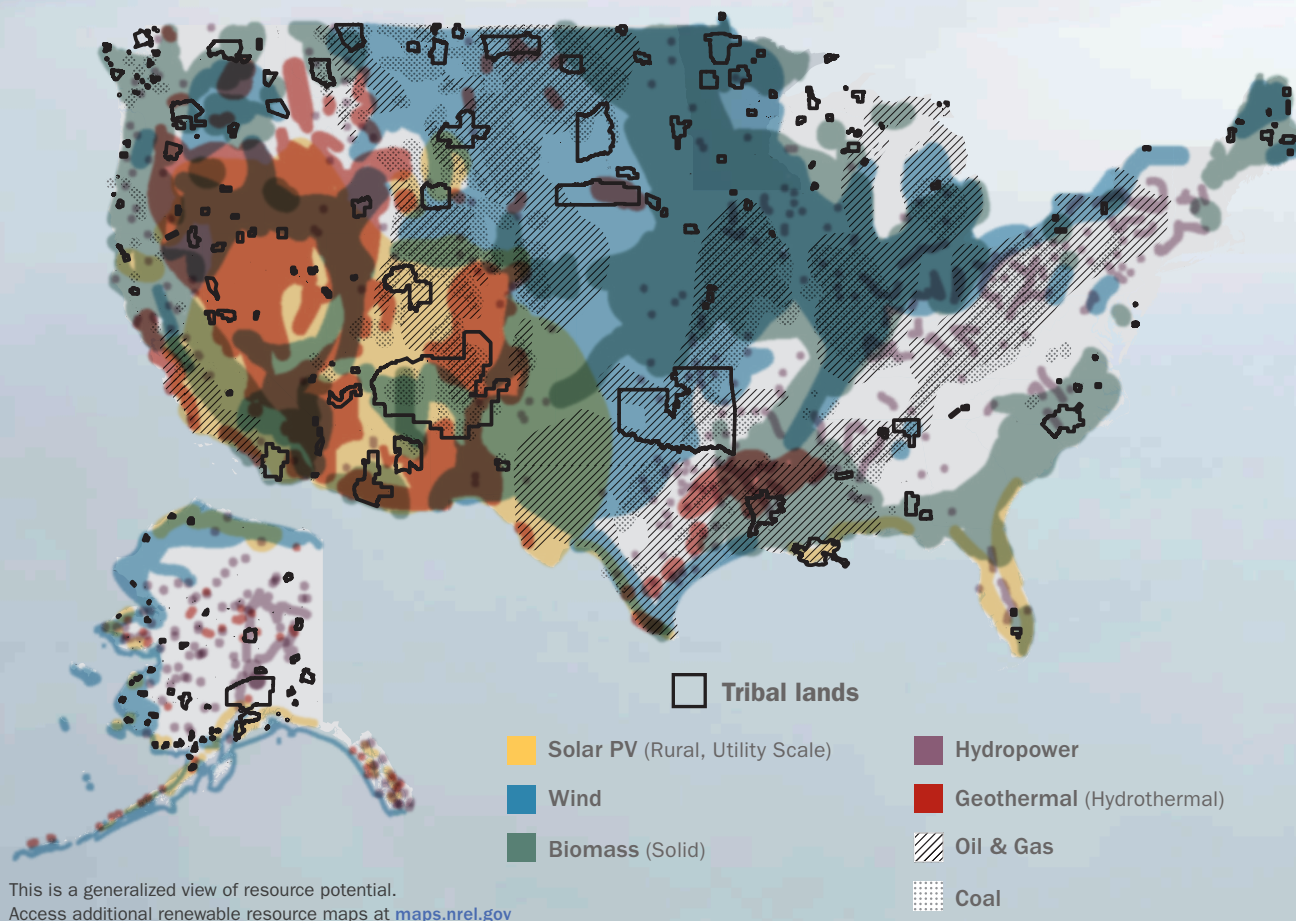 Tribal lands
Solar PV (Rural, Utility Scale)
Wind
Biomass (Solid)
Hydropower
Geothermal (Hydrothermal)
Oil & Gas
Coal
This is a generalized view of resource potential.
Access additional renewable resource maps at maps.nrel.gov